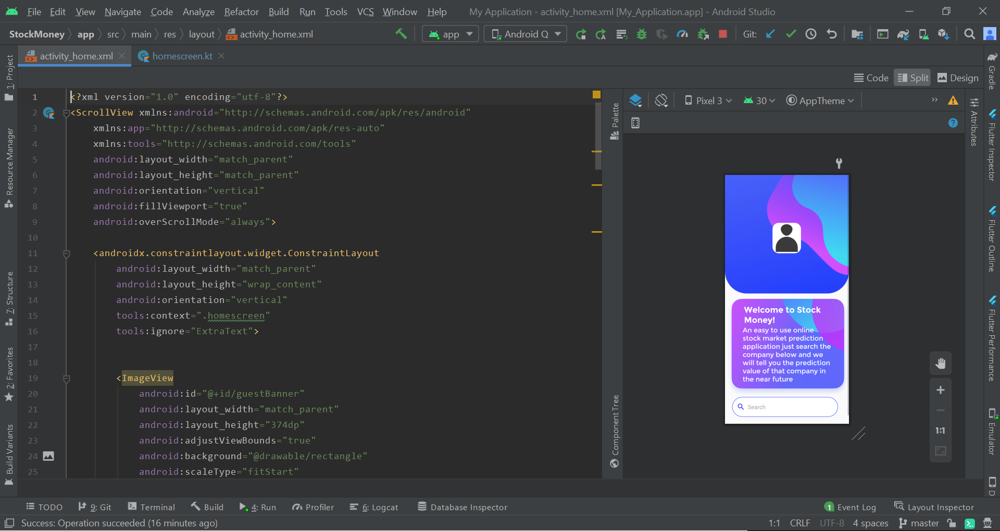 File Edit View Navigate Code Analyze Refactor Build Run Tools VCS Window Help My Application - activity_home.xml [My_Application.app] - Android Studio
StockMoney app src main res layout activity_home.xml app Android Q Git:
activity_home.xml homescreen.kt
Code Split Design
1: Project
Resource Manager
7: Structure
2: Favorites
Build Variants
1 <?xml version="1.0" encoding="utf-8"?>
2 <ScrollView xmlns:android="http://schemas.android.com/apk/res/android"
3 xmlns:app="http://schemas.android.com/apk/res-auto"
4 xmlns:tools="http://schemas.android.com/tools"
5 android:layout_width="match_parent"
6 android:layout_height="match_parent"
7 android:orientation="vertical"
8 android:fillViewport="true"
9 android:overScrollMode="always">
10
11 <androidx.constraintlayout.widget.ConstraintLayout
12 android:layout_width="match_parent"
13 android:layout_height="wrap_content"
14 android:orientation="vertical"
15 tools:context=".homescreen"
16 tools:ignore="ExtraText">
17
18
19 <ImageView
20 android:id="@+id/guestBanner"
21 android:layout_width="match_parent"
22 android:layout_height="374dp"
23 android:adjustViewBounds="true"
24 android:background="@drawable/rectangle"
25 android:scaleType="fitStart"
Palette
Component Tree
Pixel 3 30 AppTheme
Welcome to Stock
Money!
An easy to use online
stock market prediction
application just search the
company below and we
will tell you the prediction
value of that company in
the near future
Search
1:1
Attributes
Gradle
Flutter Inspector
Flutter Outline
Flutter Performance
Emulator
D
TODO 9: Git Terminal Build 4: Run Profiler 6: Logcat Database Inspector 1 Event Log Layout Inspector
Success: Operation succeeded (16 minutes ago) 1:1 CRLF UTF-8 4 spaces master